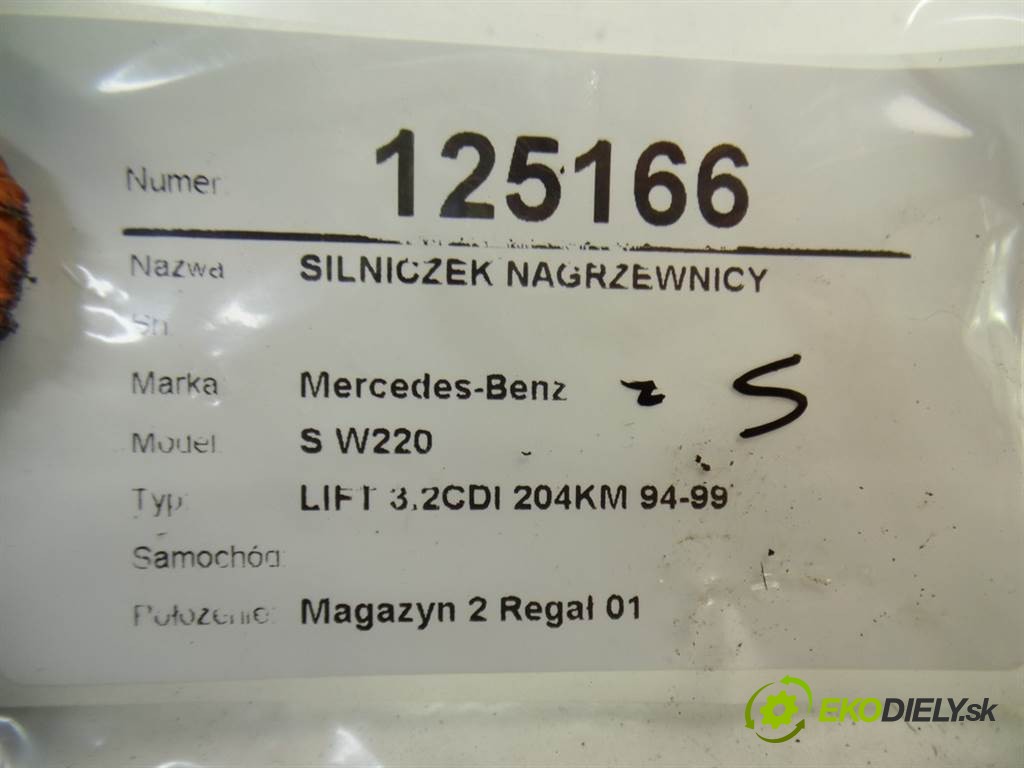 Numer 125166
Nazwa SILNICZEK NAGRZEWNICY
Marka Mercedes-Benz
S
Model S W220
Typ LIFT 3.2CDI 204KM 94-99
Samochód
Położenie: Magazyn 2 Regał 01
EKODIELY.sk